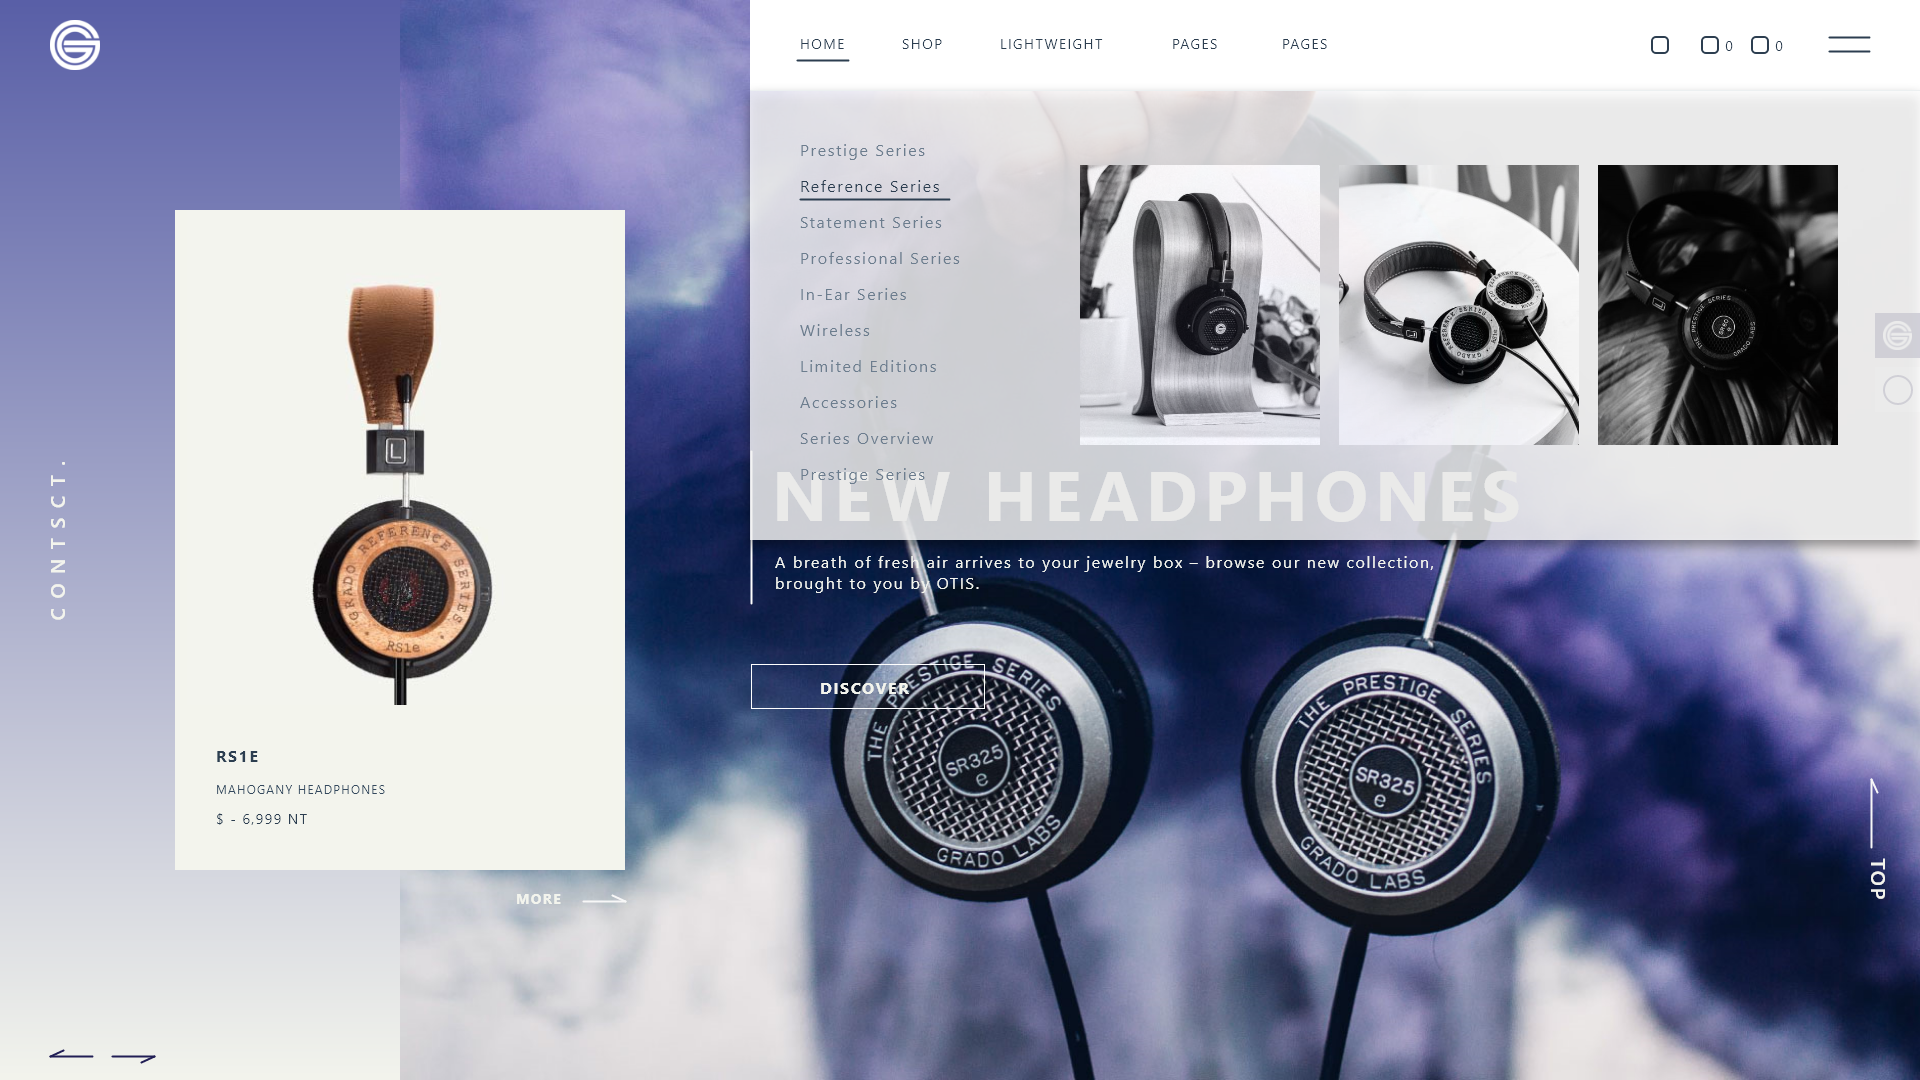 HOME SHOP LIGHTWEIGHT PAGES PAGES
0 0
Prestige Series
Reference Series
Statement Series
Professional Series
In-Ear Series
Wireless
Limited Editions
Accessories
Series Overview
Prestige Series
NEW HEADPHONES
A breath of fresh air arrives to your jewelry box – browse our new collection,
brought to you by OTIS.
DISCOVER
CONTSCT.
L
GRADO REFERENCE SERIES
RS1e
RS1E
MAHOGANY HEADPHONES
$ - 6,999 NT
MORE
THE PRESTIGE SERIES
SR325
e
GRADO LABS
THE PRESTIGE SERIES
SR325
e
GRADO LABS
TOP